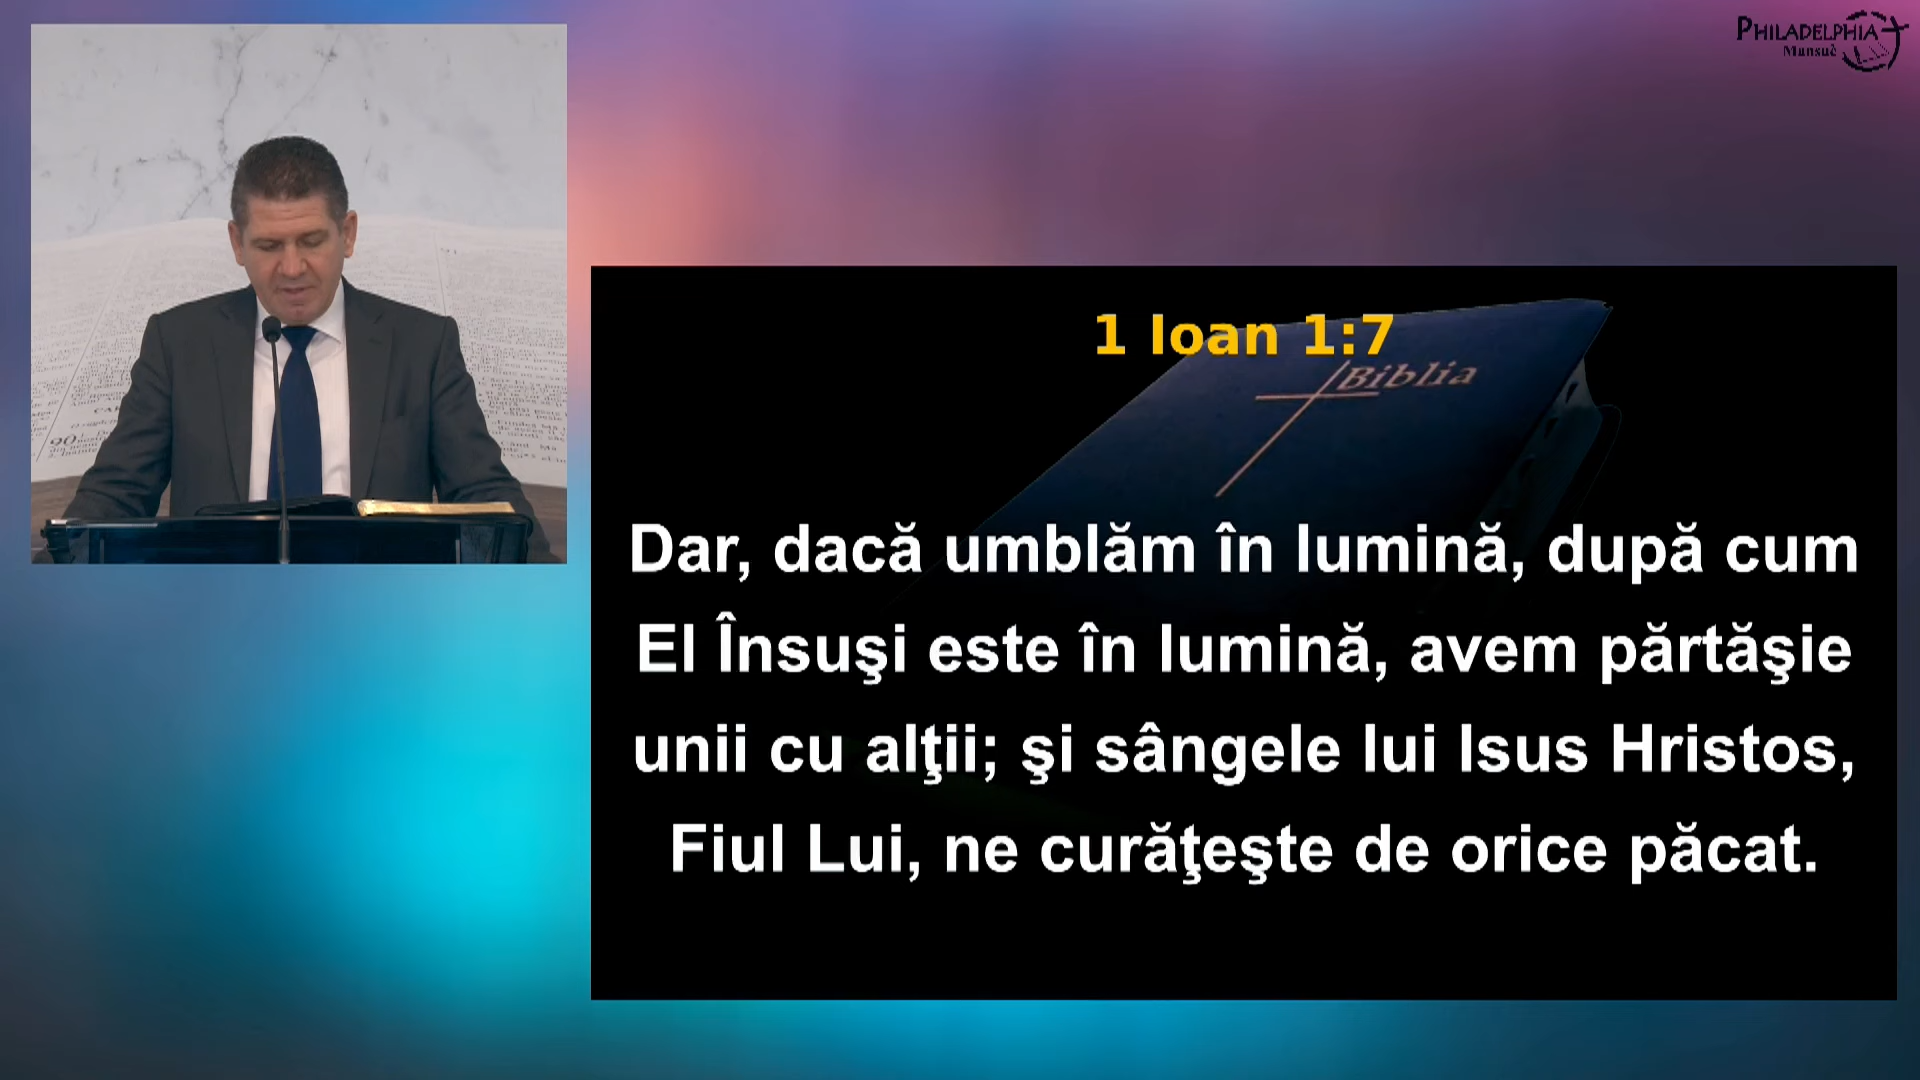 PHILADELPHIA
Mansuè
1 Ioan 1:7
Biblia
Dar, dacă umblăm în lumină, după cum
El Însuşi este în lumină, avem părtăşie
unii cu alţii; şi sângele lui Isus Hristos,
Fiul Lui, ne curăţeşte de orice păcat.
90